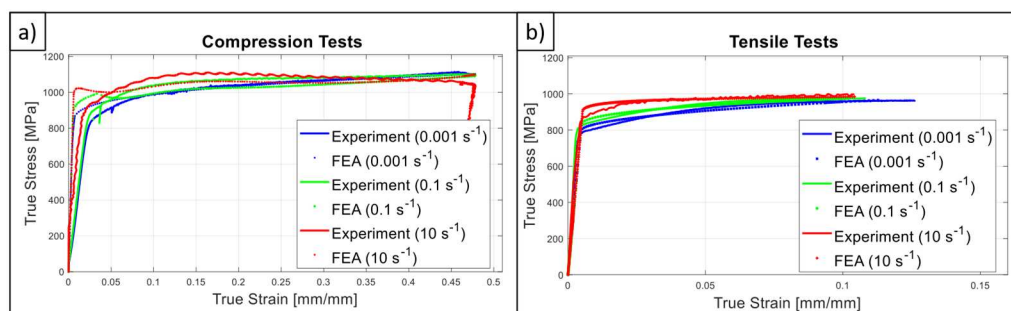 a)
Compression Tests
1200
1000
800
600
400
200
0
True Stress [MPa]
0 0.05 0.1 0.15 0.2 0.25 0.3 0.35 0.4 0.45 0.5
True Strain [mm/mm]
Experiment (0.001 s⁻¹)
FEA (0.001 s⁻¹)
Experiment (0.1 s⁻¹)
FEA (0.1 s⁻¹)
Experiment (10 s⁻¹)
FEA (10 s⁻¹)
b)
Tensile Tests
1200
1000
800
600
400
200
0
True Stress [MPa]
0 0.05 0.1 0.15
True Strain [mm/mm]
Experiment (0.001 s⁻¹)
FEA (0.001 s⁻¹)
Experiment (0.1 s⁻¹)
FEA (0.1 s⁻¹)
Experiment (10 s⁻¹)
FEA (10 s⁻¹)